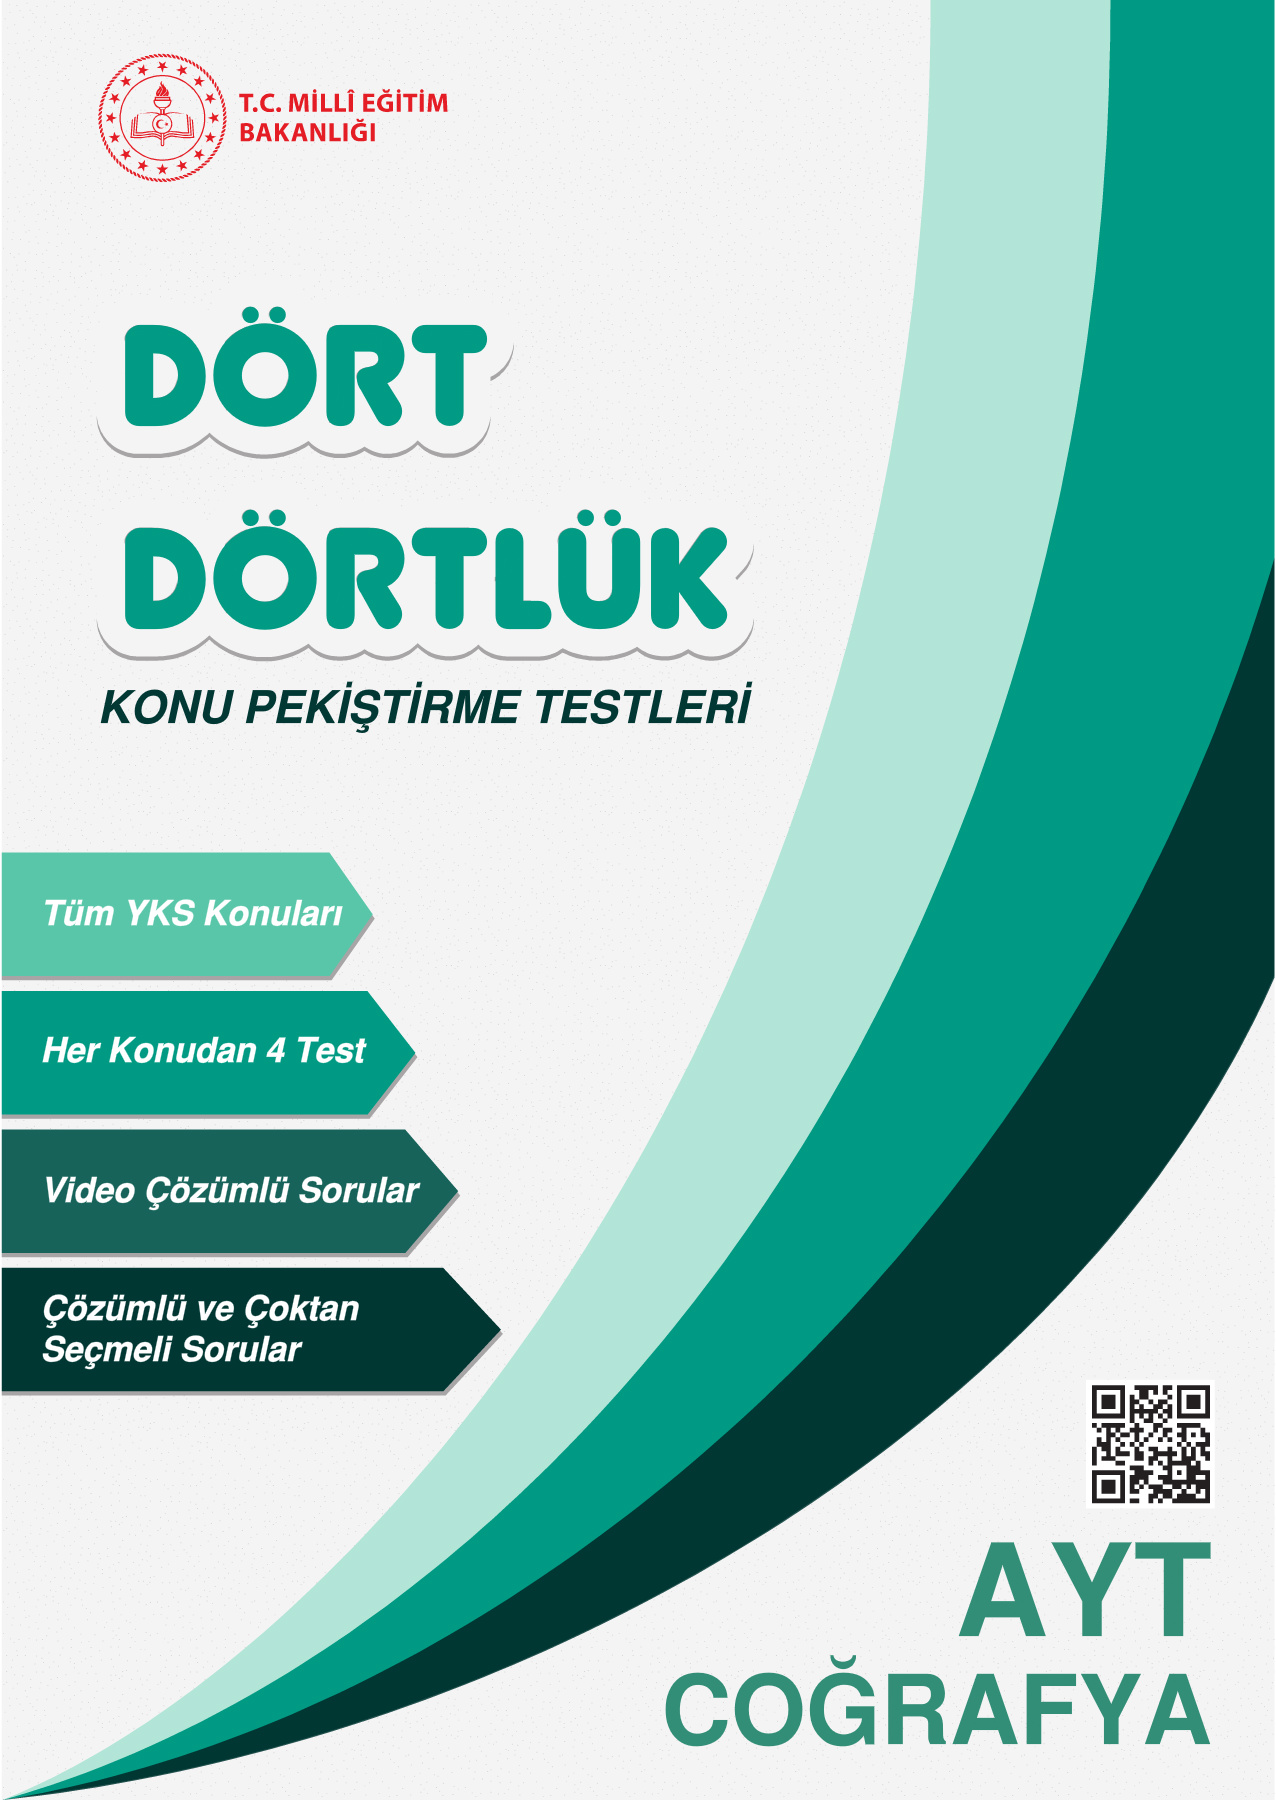 T.C. MİLLÎ EĞİTİM
BAKANLIĞI
DÖRT
DÖRTLÜK
KONU PEKİŞTİRME TESTLERİ
Tüm YKS Konuları
Her Konudan 4 Test
Video Çözümlü Sorular
Çözümlü ve Çoktan
Seçmeli Sorular
AYT
COĞRAFYA